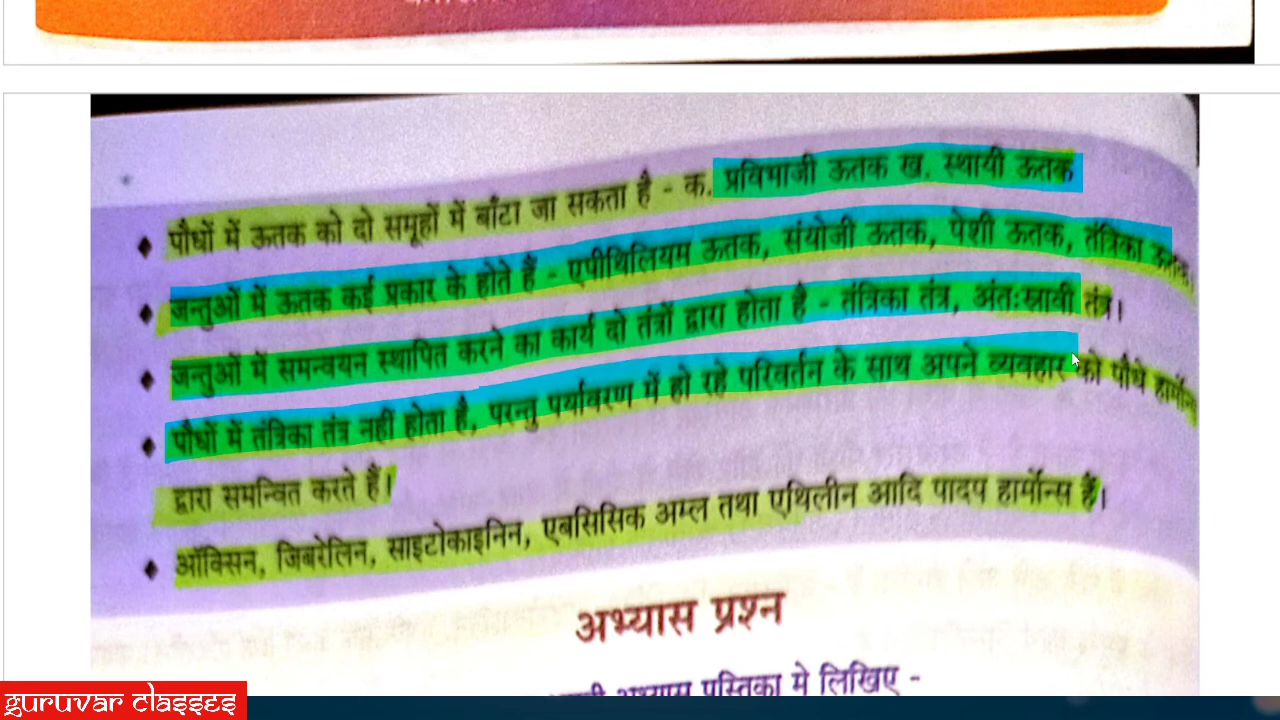 पौघों में ऊतक को दो समूहों में बाँटा जा सकता है - क. प्रविभाजी ऊतक ख. स्थायी ऊतक
जन्तुओं में ऊतक कई प्रकार के होते हैं - एपीथिलियम ऊतक, संयोजी ऊतक, पेशी ऊतक, तंत्रिका ऊतक।
जन्तुओं में समन्वयन स्थापित करने का कार्य दो तंत्रों द्वारा होता है - तंत्रिका तंत्र, अंतःस्रावी तंत्र।
पौघों में तंत्रिका तंत्र नहीं होता है, परन्तु पर्यावरण में हो रहे परिवर्तन के साथ अपने व्यवहार को पौधे हार्मोन्स
द्वारा समन्वित करते हैं।
ऑक्सिन, जिबरेलिन, साइटोकाइनिन, एबसिसिक अम्ल तथा एथिलीन आदि पादप हार्मोन्स हैं।
अभ्यास प्रश्न
अभ्यास पुस्तिका मे लिखिए -
GURUVAR CLASSES